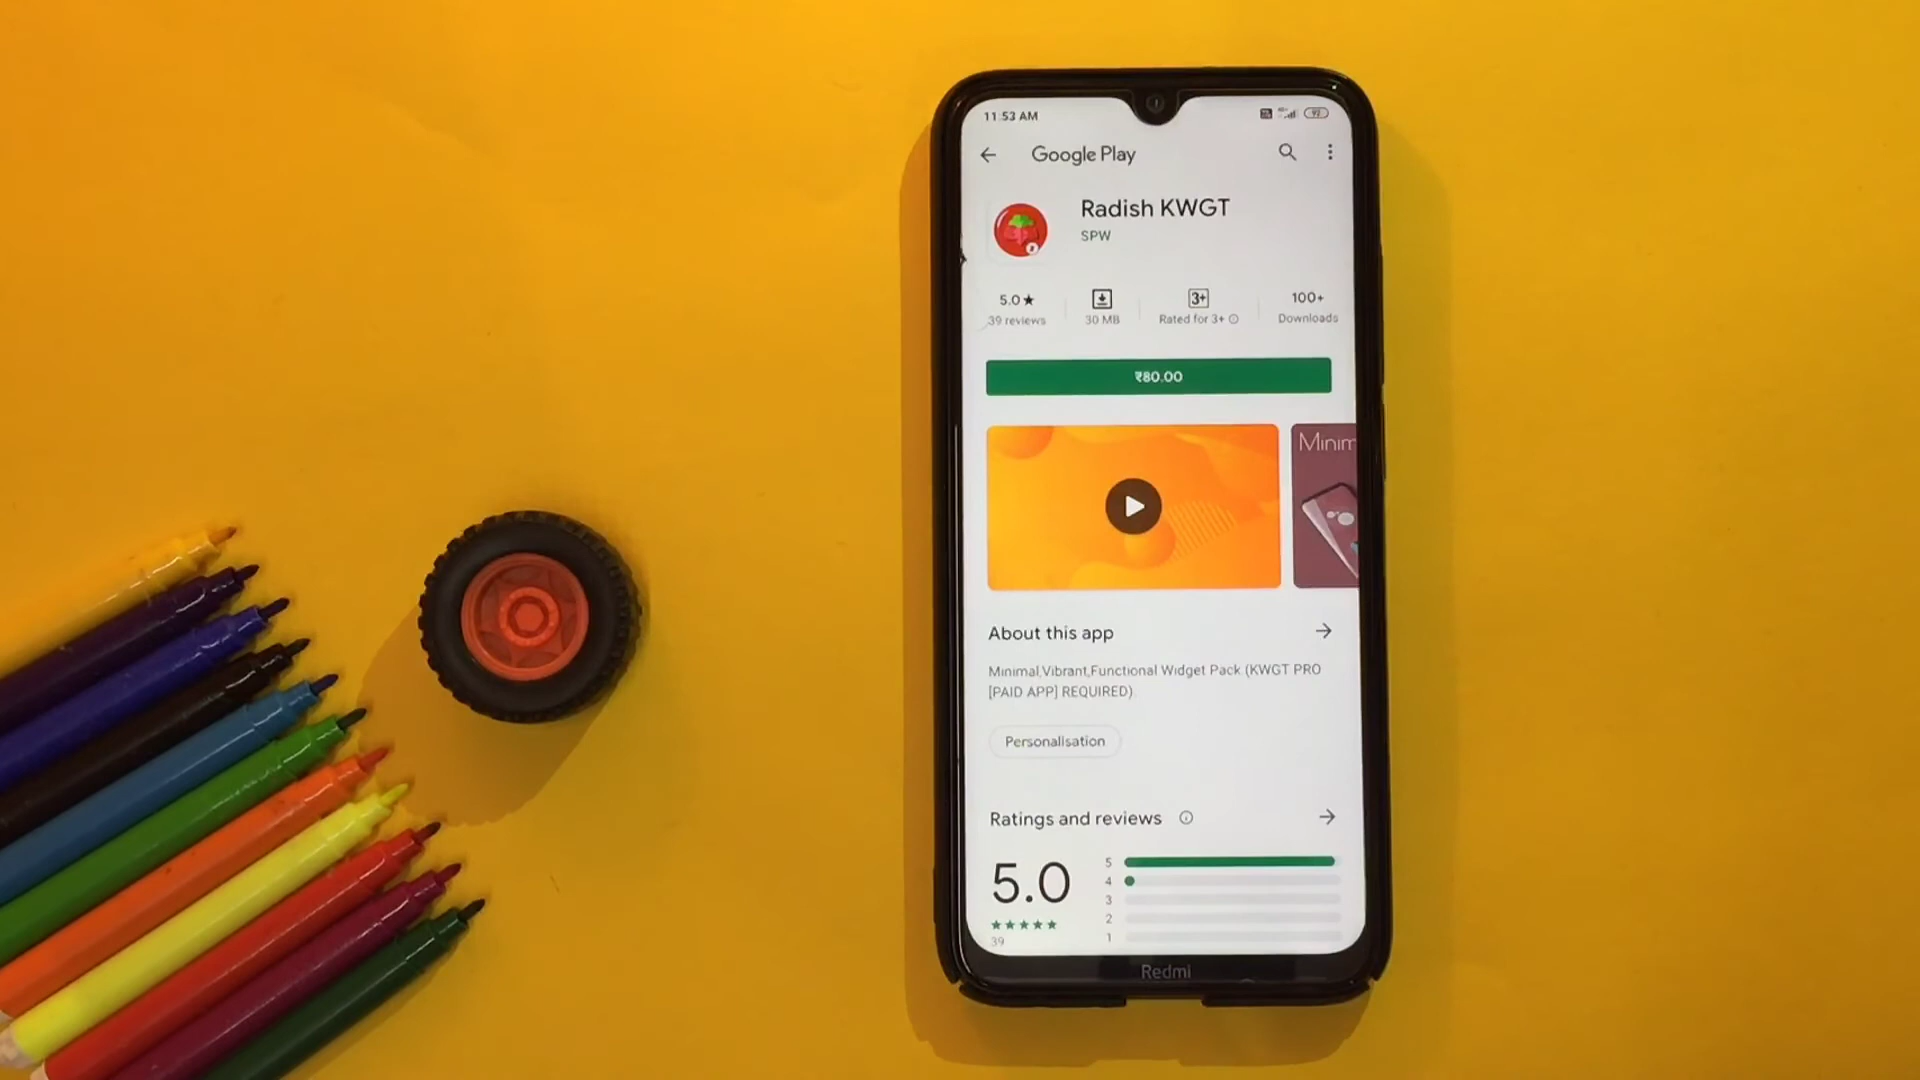 11:53 AM
Google Play
Radish KWGT
SPW
5.0★
39 reviews
30 MB
3+
Rated for 3+
100+
Downloads
₹80.00
Minim
About this app
Minimal,Vibrant,Functional Widget Pack (KWGT PRO
[PAID APP] REQUIRED)
Personalisation
Ratings and reviews
5.0
39
5
4
3
2
1
Redmi